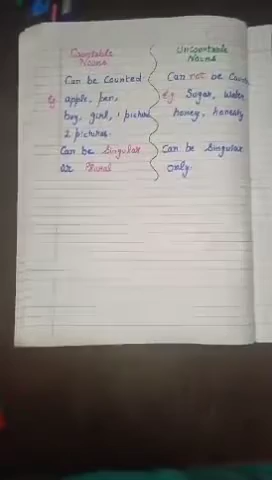 Countable Uncountable
Nouns Nouns
Can be Counted Can not be
eg apple, pen, eg Sugar, water,
boy, girl, 1 picture honey, honesty
2 pictures.
Can be Singular Can be Singular
or Plural only.